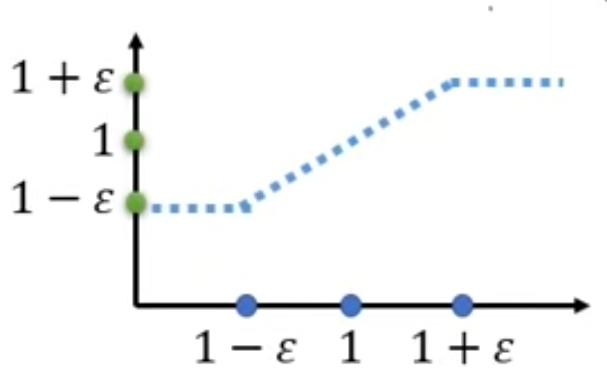 1 + ε
1
1 − ε
1 − ε 1 1 + ε